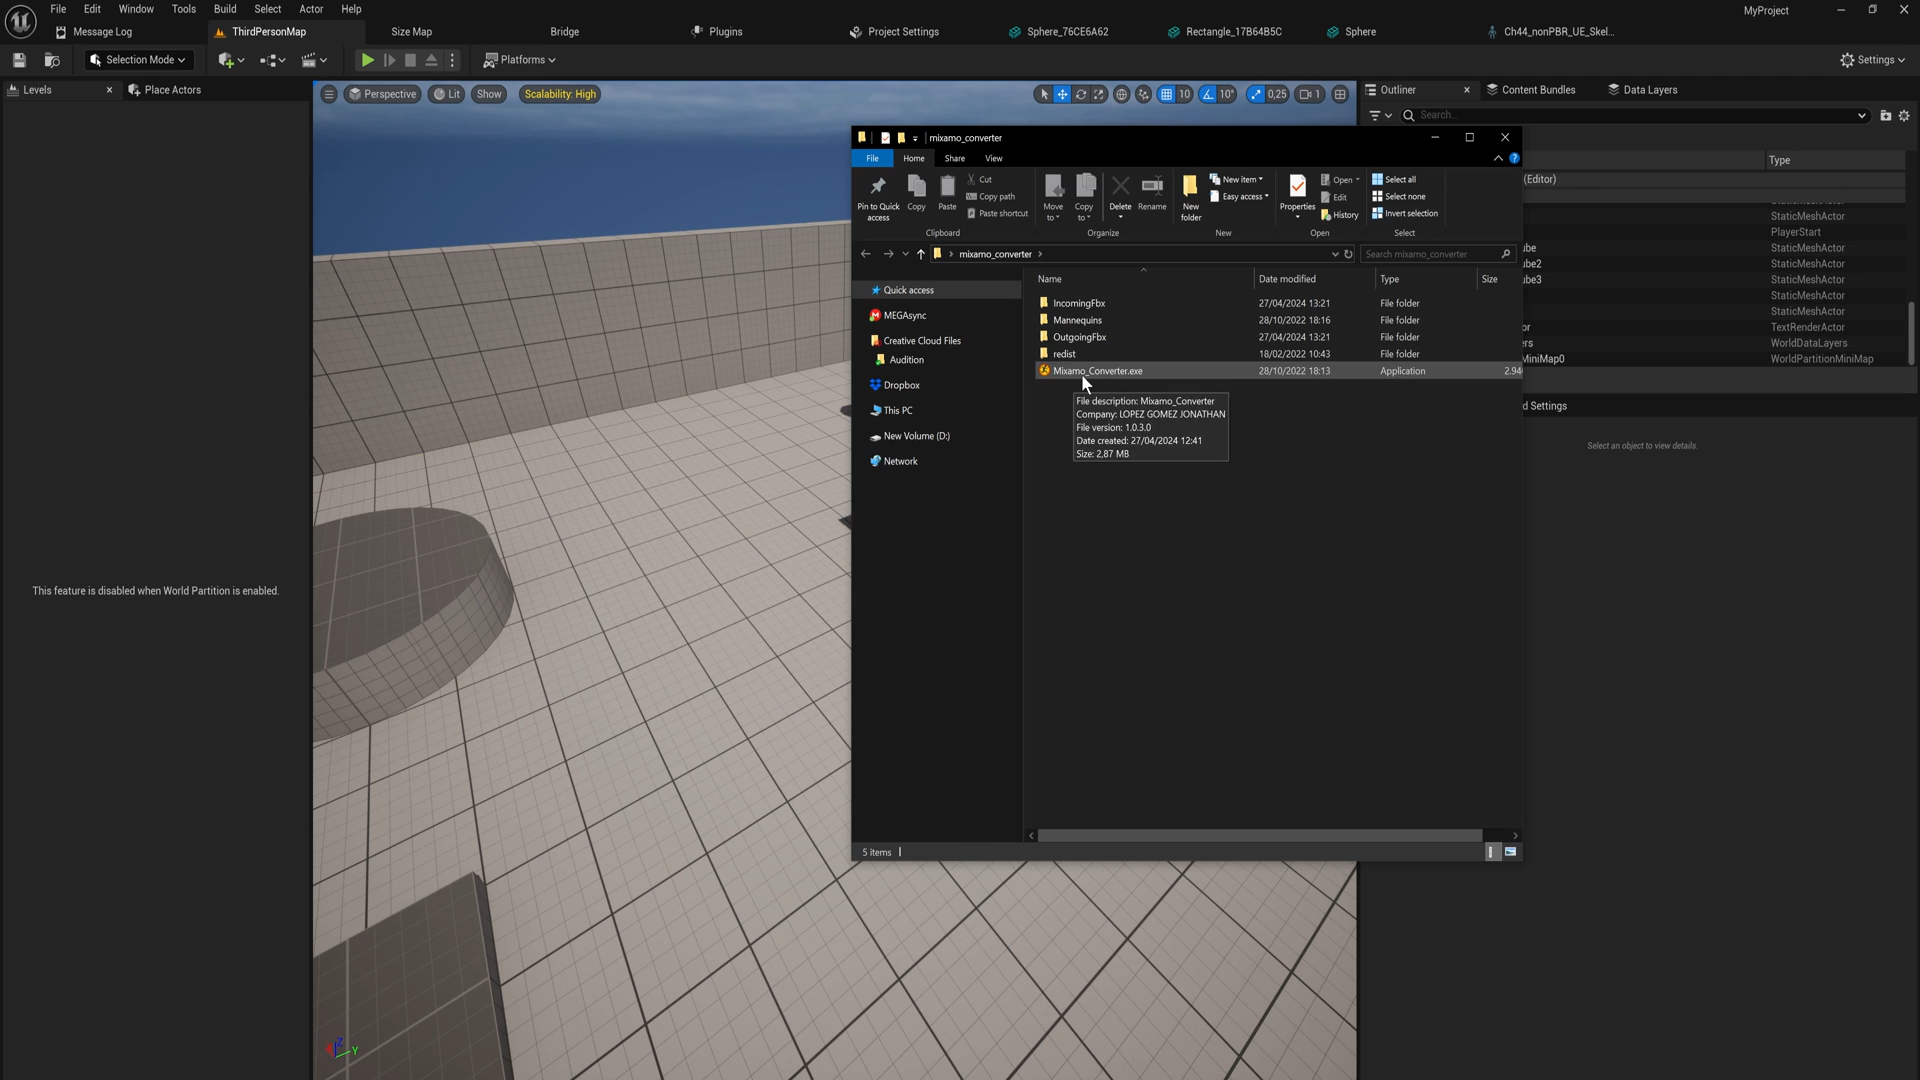 File Edit Window Tools Build Select Actor Help
MyProject
Message Log ThirdPersonMap Size Map Bridge Plugins Project Settings Sphere_76CE6A62 Rectangle_17B64B5C Sphere Ch44_nonPBR_UE_Skel...
Selection Mode Platforms Settings
Levels Place Actors
Perspective Lit Show Scalability: High 10 10° 0,25 1
Outliner Content Bundles Data Layers
Search...
mixamo_converter
File Home Share View
Pin to Quick access
Copy
Paste
Cut
Copy path
Paste shortcut
Move to
Copy to
Delete
Rename
New folder
New item
Easy access
Properties
Open
Edit
History
Select all
Select none
Invert selection
Clipboard Organize New Open Select
mixamo_converter
Search mixamo_converter
Name Date modified Type Size
Quick access
MEGAsync
Creative Cloud Files
Audition
Dropbox
This PC
New Volume (D:)
Network
IncomingFbx 27/04/2024 13:21 File folder
Mannequins 28/10/2022 18:16 File folder
OutgoingFbx 27/04/2024 13:21 File folder
redist 18/02/2022 10:43 File folder
Mixamo_Converter.exe 28/10/2022 18:13 Application 2.94
File description: Mixamo_Converter
Company: LOPEZ GOMEZ JONATHAN
File version: 1.0.3.0
Date created: 27/04/2024 12:41
Size: 2,87 MB
5 items
Type
(Editor)
StaticMeshActor
PlayerStart
ube StaticMeshActor
ube2 StaticMeshActor
ube3 StaticMeshActor
StaticMeshActor
StaticMeshActor
or TextRenderActor
ers WorldDataLayers
MiniMap0 WorldPartitionMiniMap
d Settings
Select an object to view details.
This feature is disabled when World Partition is enabled.
Z
Y